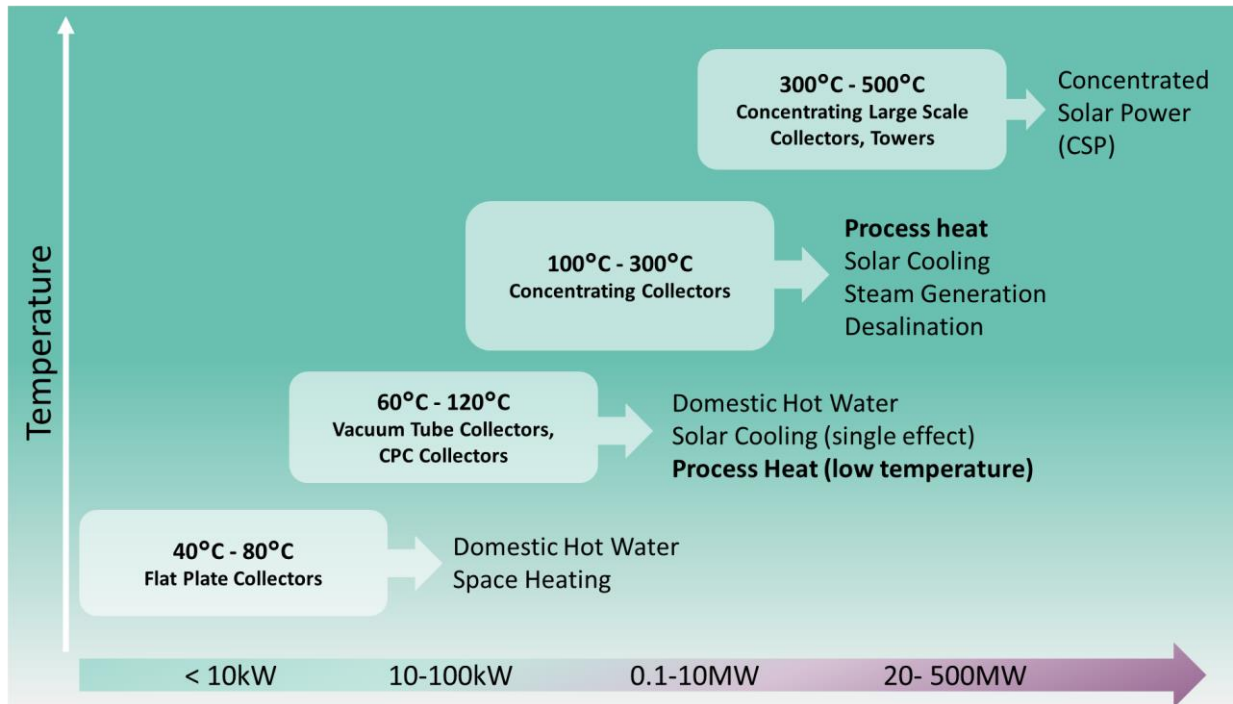 Temperature
300°C - 500°C
Concentrating Large Scale
Collectors, Towers
Concentrated
Solar Power
(CSP)
100°C - 300°C
Concentrating Collectors
Process heat
Solar Cooling
Steam Generation
Desalination
60°C - 120°C
Vacuum Tube Collectors,
CPC Collectors
Domestic Hot Water
Solar Cooling (single effect)
Process Heat (low temperature)
40°C - 80°C
Flat Plate Collectors
Domestic Hot Water
Space Heating
< 10kW
10-100kW
0.1-10MW
20- 500MW